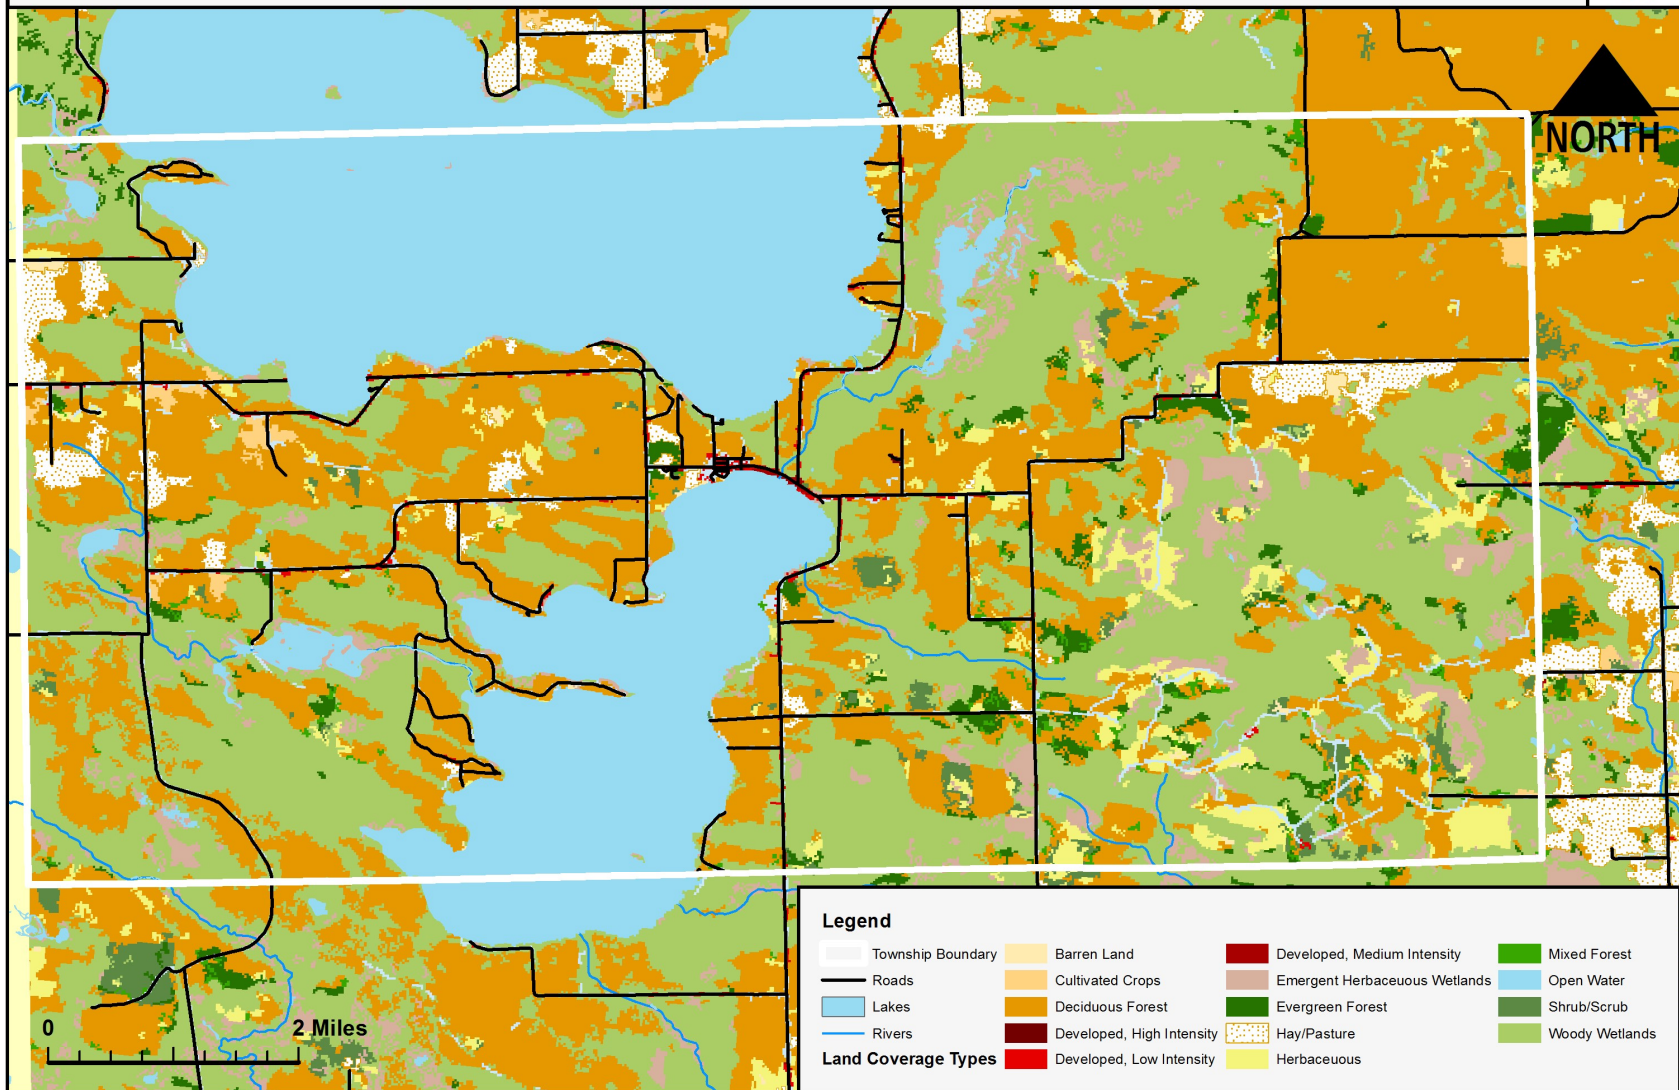 NORTH
Legend
Township Boundary
Roads
Lakes
Rivers
Land Coverage Types
Barren Land
Cultivated Crops
Deciduous Forest
Developed, High Intensity
Developed, Low Intensity
Developed, Medium Intensity
Emergent Herbaceuous Wetlands
Evergreen Forest
Hay/Pasture
Herbaceuous
Mixed Forest
Open Water
Shrub/Scrub
Woody Wetlands
0 2 Miles